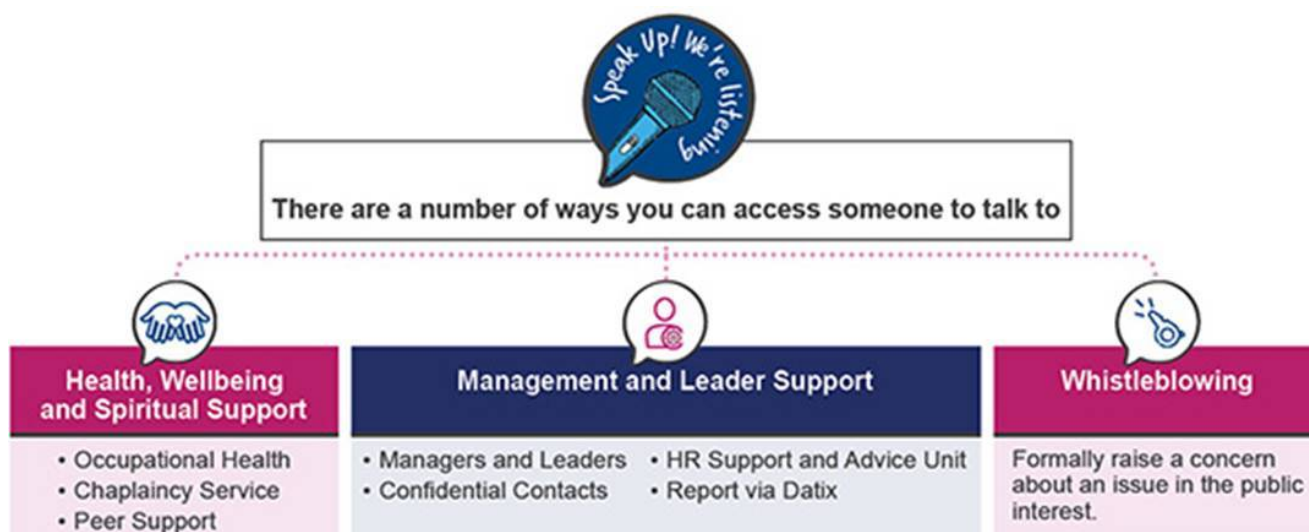 Speak Up! We're listening
There are a number of ways you can access someone to talk to
Health, Wellbeing
and Spiritual Support
• Occupational Health
• Chaplaincy Service
• Peer Support
Management and Leader Support
• Managers and Leaders
• Confidential Contacts
• HR Support and Advice Unit
• Report via Datix
Whistleblowing
Formally raise a concern
about an issue in the public
interest.